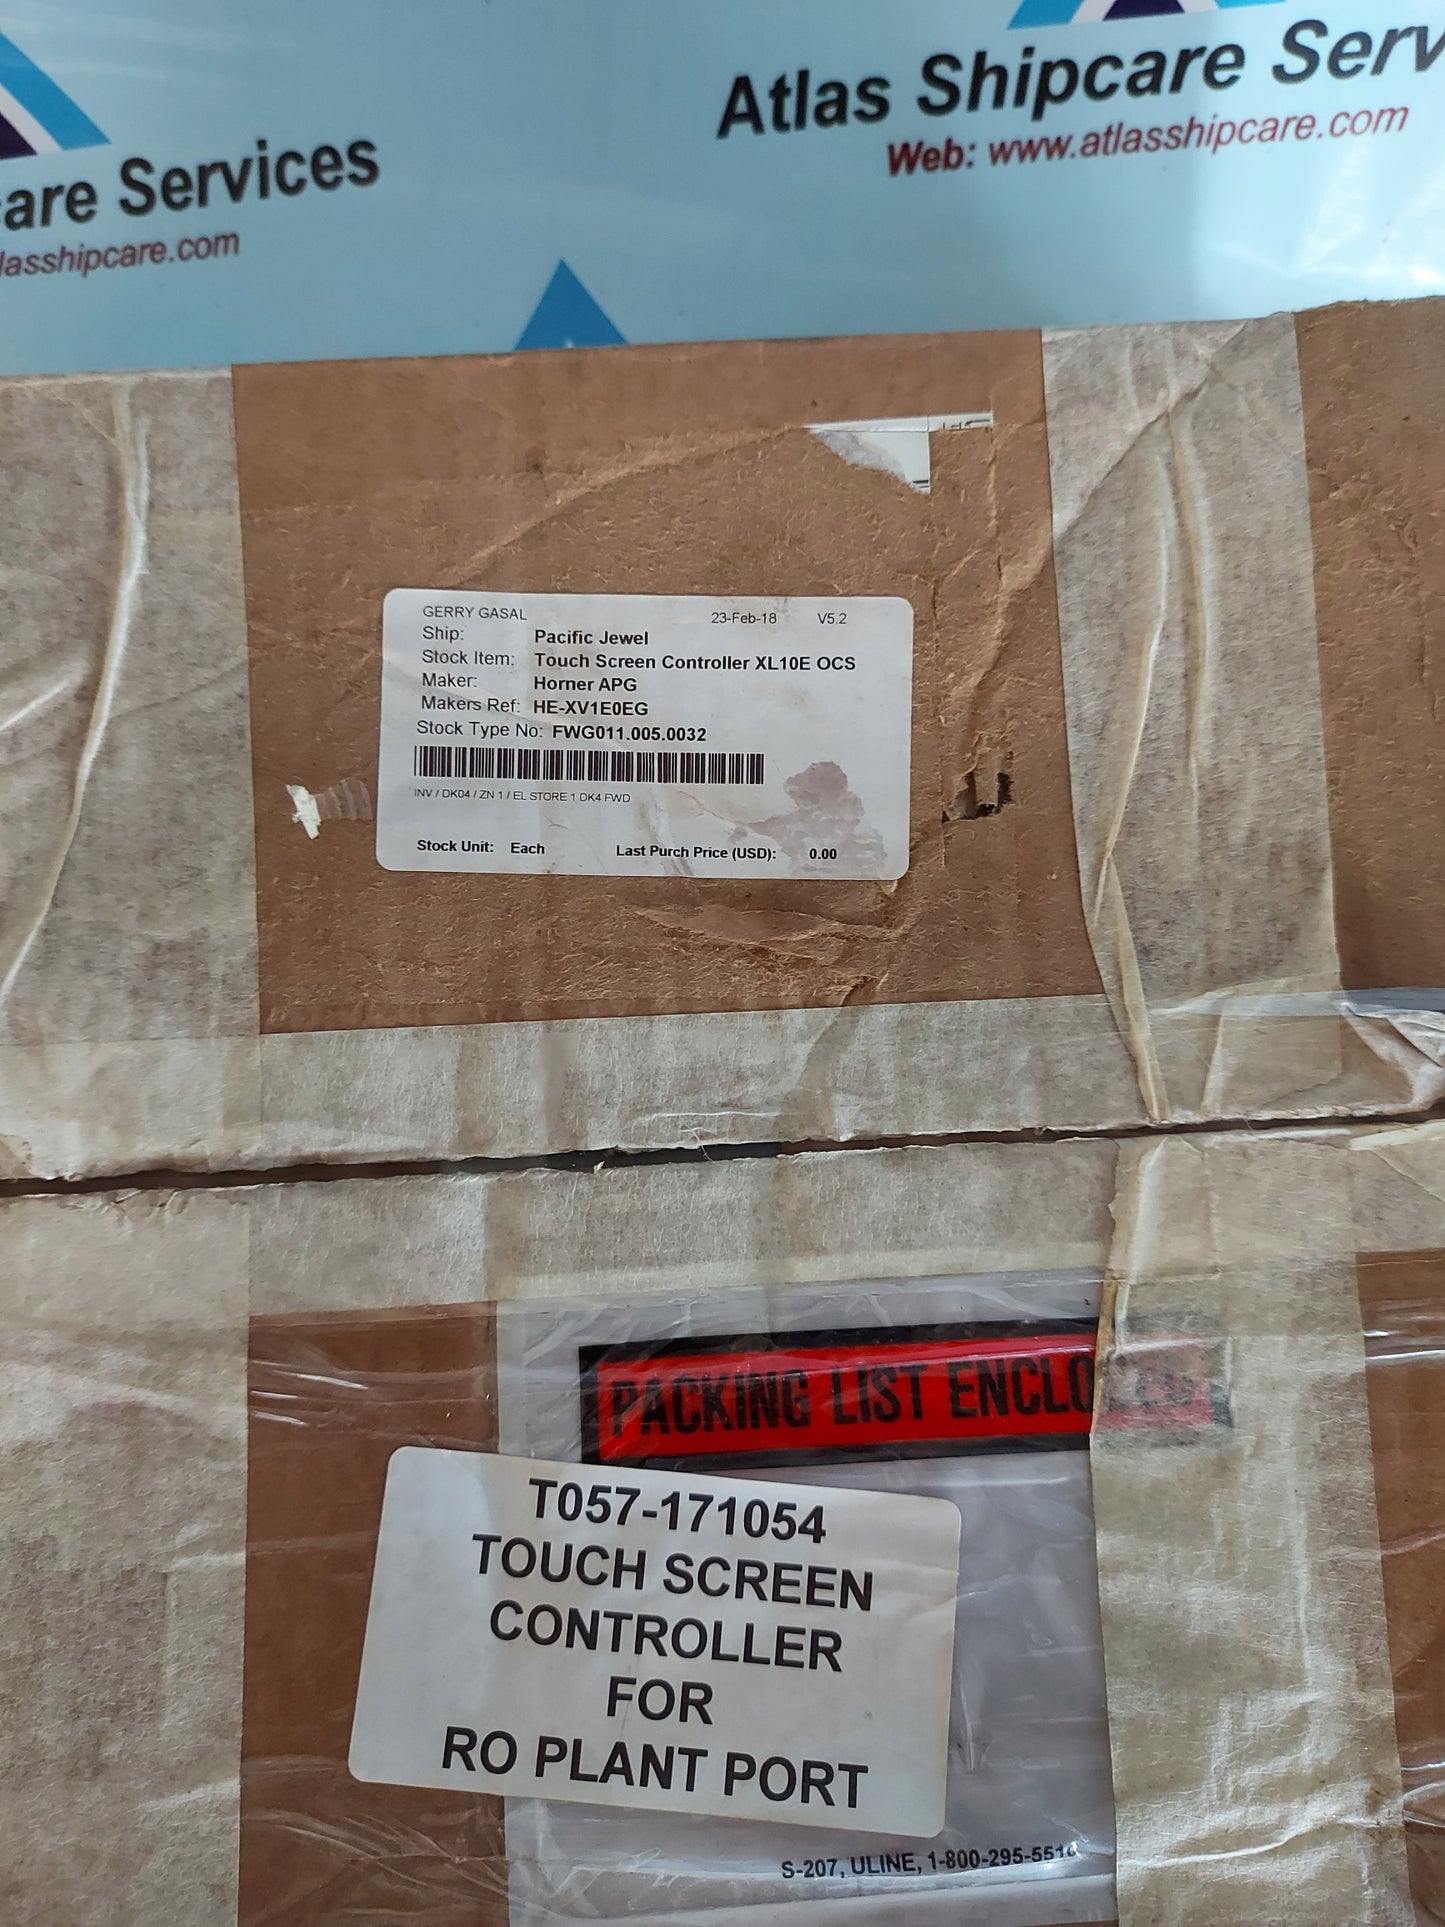 Atlas Shipcare Serv
Web: www.atlasshipcare.com
care Services
lasshipcare.com
GERRY GASAL 23-Feb-18 V5.2
Ship: Pacific Jewel
Stock Item: Touch Screen Controller XL10E OCS
Maker: Horner APG
Makers Ref: HE-XV1E0EG
Stock Type No: FWG011.005.0032
INV / DK04 / ZN 1 / EL STORE 1 DK4 FWD
Stock Unit: Each Last Purch Price (USD): 0.00
PACKING LIST ENCLOSED
T057-171054
TOUCH SCREEN
CONTROLLER
FOR
RO PLANT PORT
S-207, ULINE, 1-800-295-5510